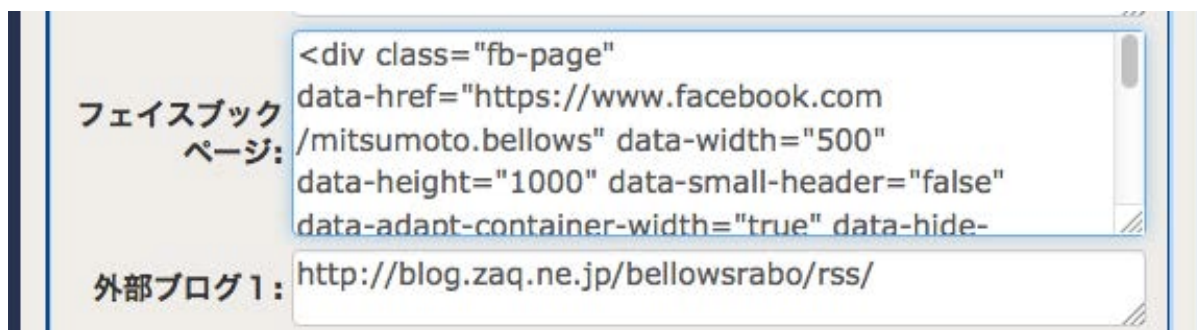 <div class="fb-page"
data-href="https://www.facebook.com
フェイスブック
ページ:
/mitsumoto.bellows" data-width="500"
data-height="1000" data-small-header="false"
data-adapt-container-width="true" data-hide-
外部ブログ1:
http://blog.zaq.ne.jp/bellowsrabo/rss/